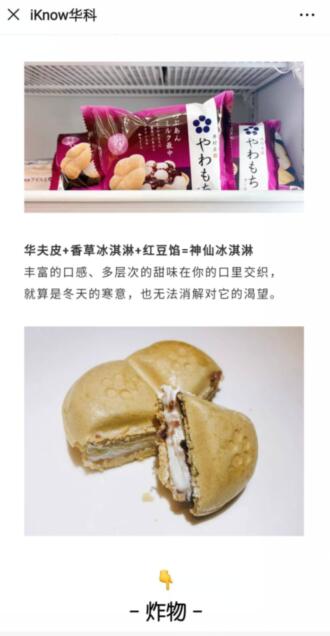 iKnow华科
やわもち
やわもち
华夫皮+香草冰淇淋+红豆馅=神仙冰淇淋
丰富的口感、多层次的甜味在你的口里交织，
就算是冬天的寒意，也无法消解对它的渴望。
- 炸物 -